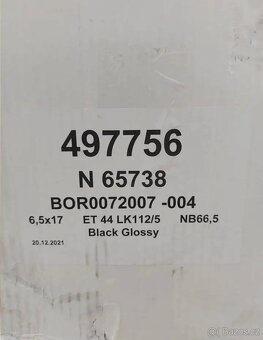 497756
N 65738
BOR0072007 -004
6,5x17 ET 44 LK112/5 NB66,5
Black Glossy
20.12.2021